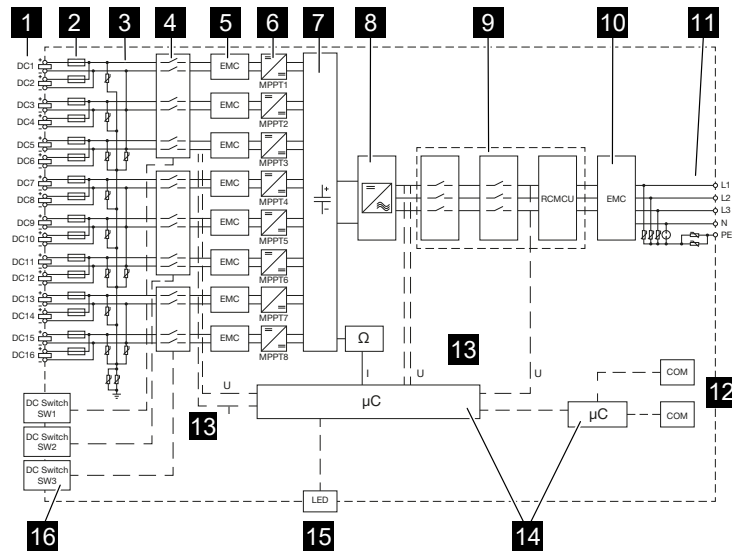 1 2 3 4 5 6 7 8 9 10 11
DC1
DC2
DC3
DC4
DC5
DC6
DC7
DC8
DC9
DC10
DC11
DC12
DC13
DC14
DC15
DC16
EMC
MPPT1
EMC
MPPT2
EMC
MPPT3
EMC
MPPT4
EMC
MPPT5
EMC
MPPT6
EMC
MPPT7
EMC
MPPT8
RCMCU
EMC
L1
L2
L3
N
PE
Ω
13
I U U U
I
µC
13
µC
COM
COM
12
DC Switch
SW1
DC Switch
SW2
DC Switch
SW3
LED
16 15 14